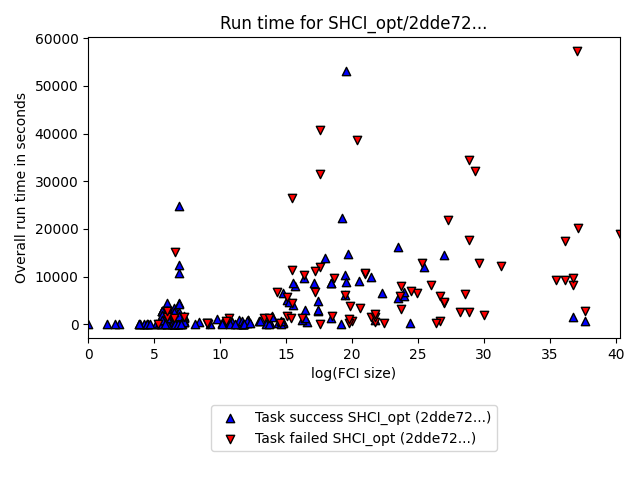 Run time for SHCI_opt/2dde72...
Overall run time in seconds
60000
50000
40000
30000
20000
10000
0
0 5 10 15 20 25 30 35 40
log(FCI size)
Task success SHCI_opt (2dde72...)
Task failed SHCI_opt (2dde72...)